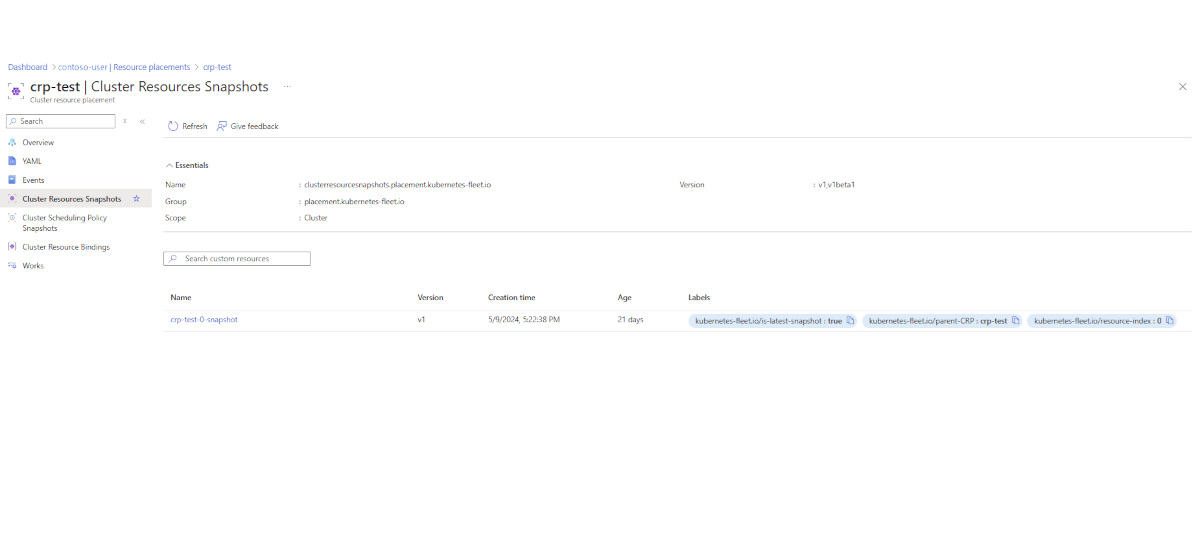 Dashboard > contoso-user | Resource placements > crp-test
crp-test | Cluster Resources Snapshots ...
Cluster resource placement
Search
Refresh Give feedback
Overview
YAML
Events
Cluster Resources Snapshots
Cluster Scheduling Policy
Snapshots
Cluster Resource Bindings
Works
Essentials
Name : clusterresourcesnapshots.placement.kubernetes-fleet.io Version : v1,v1beta1
Group : placement.kubernetes-fleet.io
Scope : Cluster
Search custom resources
Name Version Creation time Age Labels
crp-test-0-snapshot v1 5/9/2024, 5:22:38 PM 21 days kubernetes-fleet.io/is-latest-snapshot : true kubernetes-fleet.io/parent-CRP : crp-test kubernetes-fleet.io/resource-index : 0